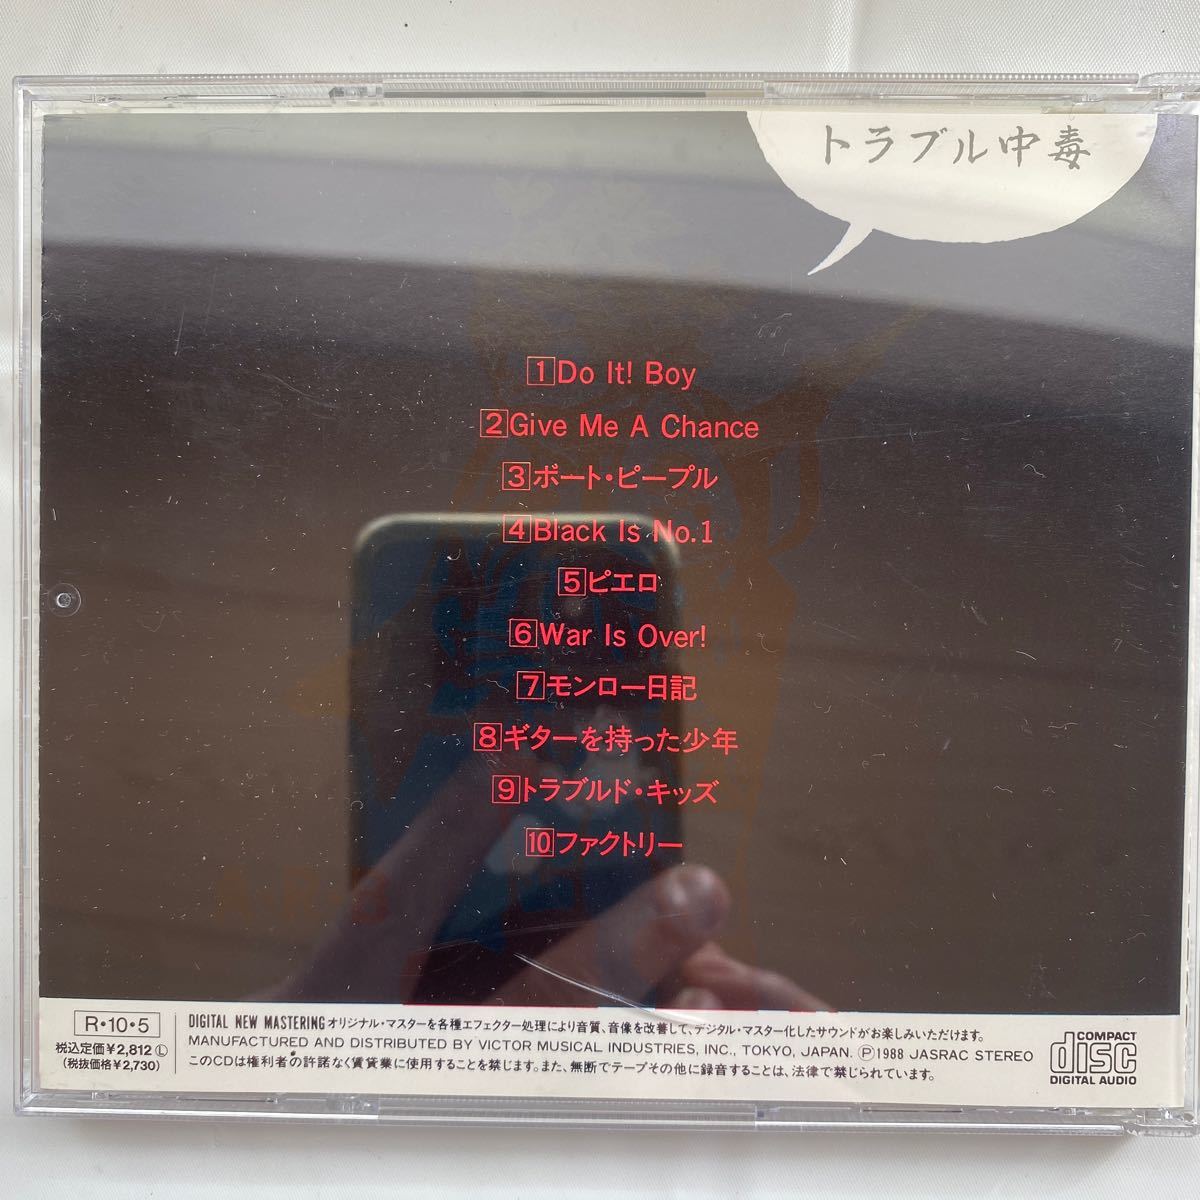 トラブル中毒
1 Do It! Boy
2 Give Me A Chance
3 ボート・ピープル
4 Black Is No.1
5 ピエロ
6 War Is Over!
7 モンロー日記
8 ギターを持った少年
9 トラブルド・キッズ
10 ファクトリー
A・R・B
R・10・5
税込定価¥2,812 Ⓛ
(税抜価格¥2,730)
DIGITAL NEW MASTERING オリジナル・マスターを各種エフェクター処理により音質、音像を改善して、デジタル・マスター化したサウンドがお楽しみいただけます。
MANUFACTURED AND DISTRIBUTED BY VICTOR MUSICAL INDUSTRIES, INC., TOKYO, JAPAN. Ⓟ1988 JASRAC STEREO
このCDは権利者の許諾なく賃貸業に使用することを禁じます。また、無断でテープその他に録音することは、法律で禁じられています。
COMPACT
disc
DIGITAL AUDIO